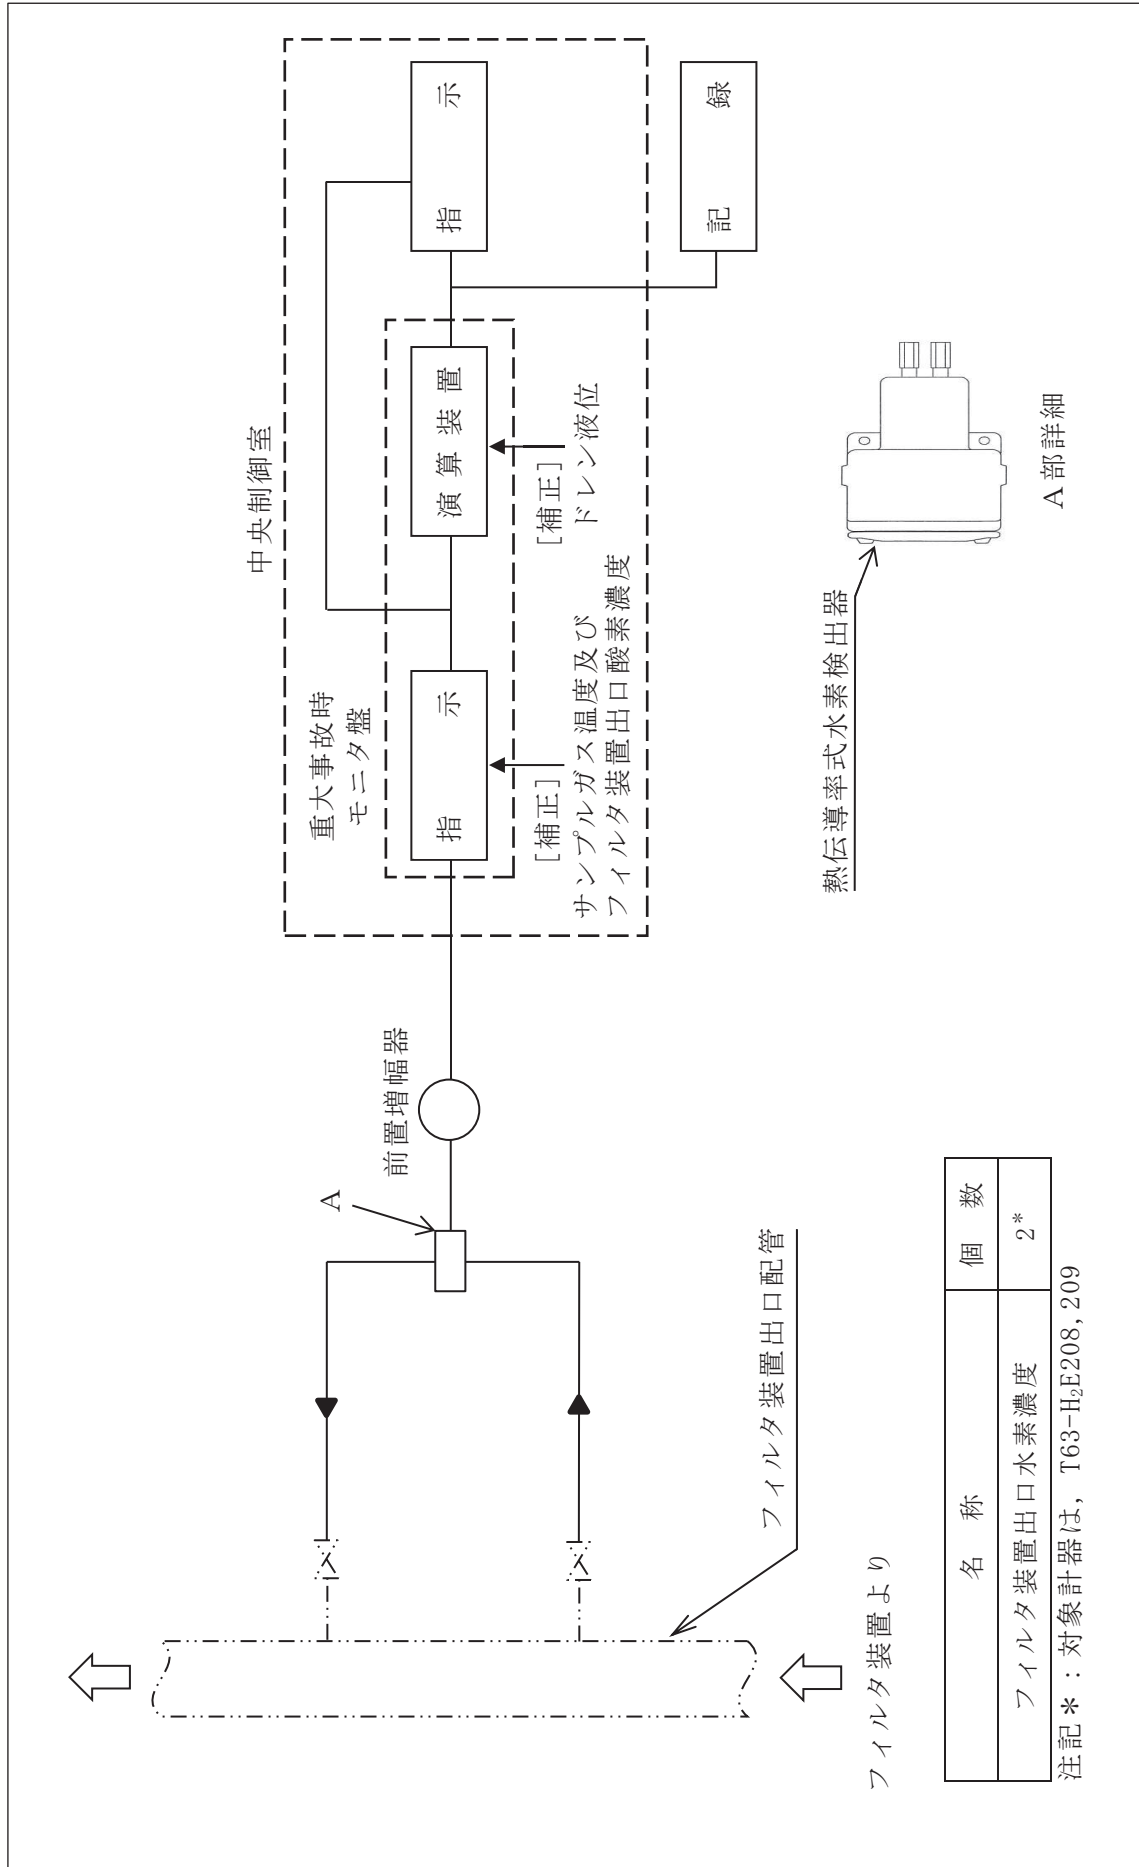 中央制御室
重大事故時
モニタ盤
指示
演算装置
指示
記録
[補正]
サンプルガス温度及び
フィルタ装置出口酸素濃度
[補正]
ドレン液位
前置増幅器
A
フィルタ装置出口配管
フィルタ装置より
熱伝導率式水素検出器
A部詳細
名称 個数
フィルタ装置出口水素濃度 2*
注記＊：対象計器は，T63-H₂E208, 209